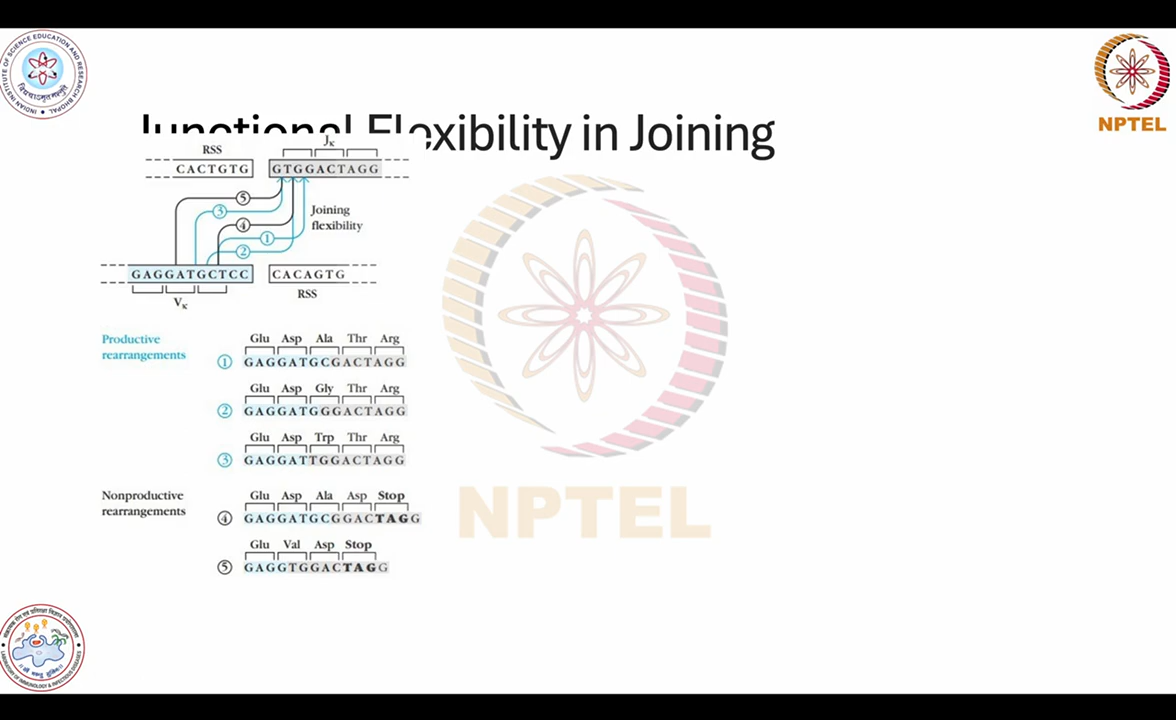 Junctional Flexibility in Joining
NPTEL
RSS
Jκ
CACTGTG
GTGGACTAGG
5
3
Joining
flexibility
4
1
2
GAGGATGCTCC
CACAGTG
Vκ
RSS
Productive
rearrangements
Glu Asp Ala Thr Arg
1 GAGGATGCGACTAGG
Glu Asp Gly Thr Arg
2 GAGGATGGGACTAGG
Glu Asp Trp Thr Arg
3 GAGGATTGGACTAGG
Nonproductive
rearrangements
Glu Asp Ala Asp Stop
4 GAGGATGCGGACTAGG
Glu Val Asp Stop
5 GAGGTGGACTAGG
NPTEL